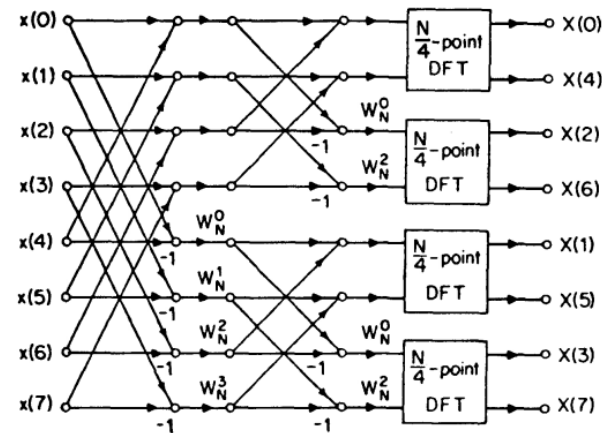 x(0)
x(1)
x(2)
x(3)
x(4)
x(5)
x(6)
x(7)
-1
-1
-1
-1
W_N^0
W_N^1
W_N^2
W_N^3
-1
-1
W_N^0
W_N^2
-1
-1
W_N^0
W_N^2
N/4-point
DFT
N/4-point
DFT
N/4-point
DFT
N/4-point
DFT
X(0)
X(4)
X(2)
X(6)
X(1)
X(5)
X(3)
X(7)